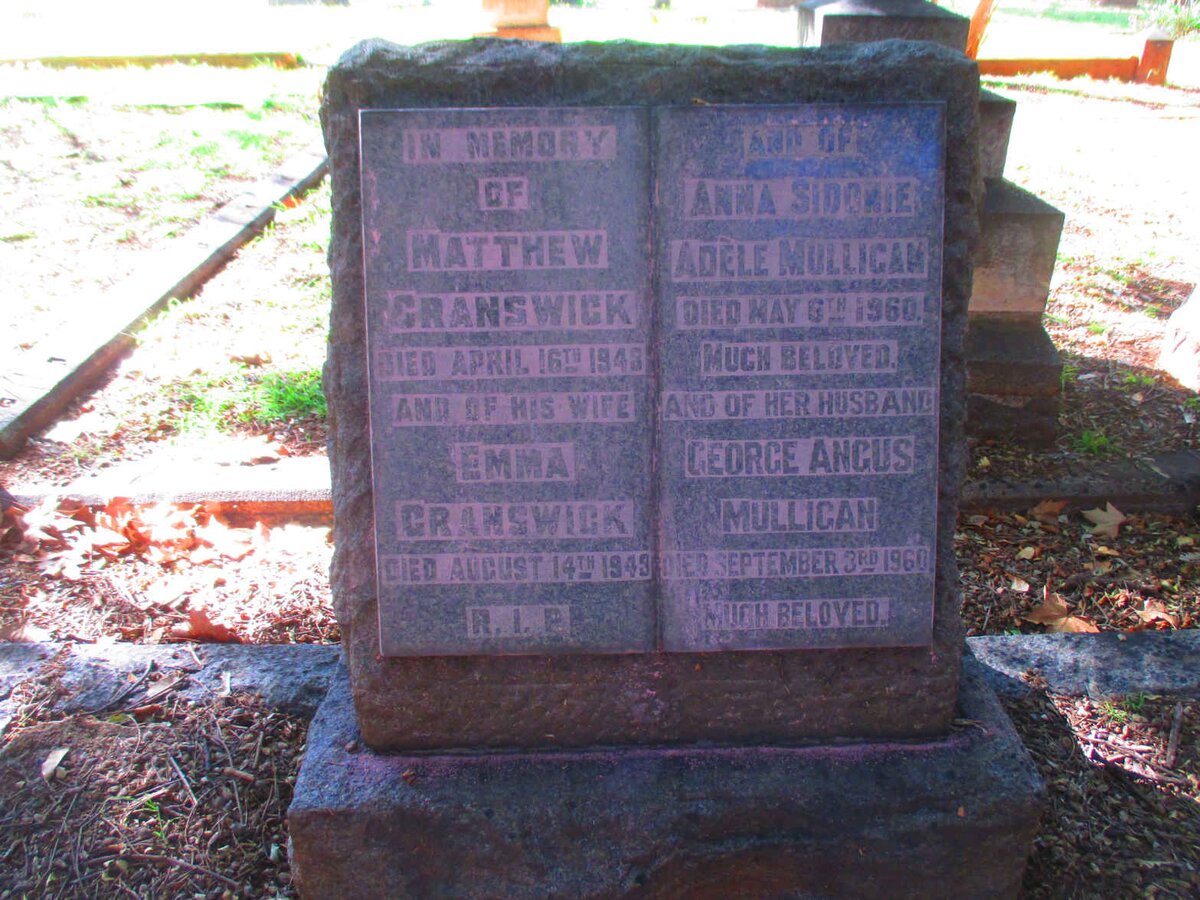 IN MEMORY
OF
MATTHEW
CRANSWICK
DIED APRIL 16TH 1948
AND OF HIS WIFE
EMMA
CRANSWICK
DIED AUGUST 14TH 1949
R.I.P.
AND OF
ANNA SIDONIE
ADÈLE MULLIGAN
DIED MAY 6TH 1960.
MUCH BELOVED.
AND OF HER HUSBAND
GEORGE ANGUS
MULLIGAN
DIED SEPTEMBER 3RD 1960
MUCH BELOVED.